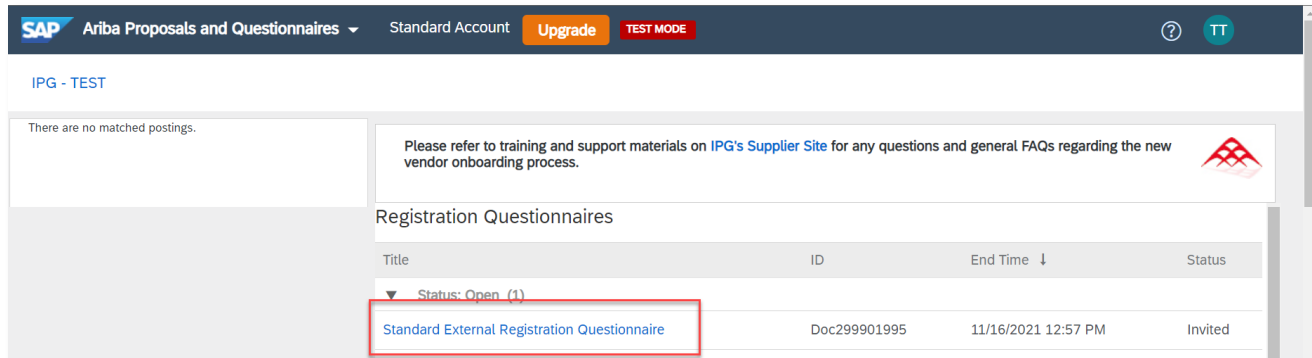 SAP Ariba Proposals and Questionnaires Standard Account Upgrade TEST MODE ? TT
IPG - TEST
There are no matched postings.
Please refer to training and support materials on IPG's Supplier Site for any questions and general FAQs regarding the new
vendor onboarding process.
Registration Questionnaires
Title ID End Time ↓ Status
▼ Status: Open (1)
Standard External Registration Questionnaire Doc299901995 11/16/2021 12:57 PM Invited